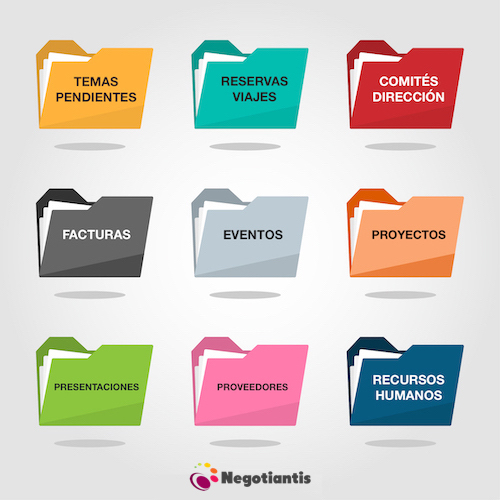 TEMAS
PENDIENTES
RESERVAS
VIAJES
COMITÉS
DIRECCIÓN
FACTURAS
EVENTOS
PROYECTOS
PRESENTACIONES
PROVEEDORES
RECURSOS
HUMANOS
Negotiantis